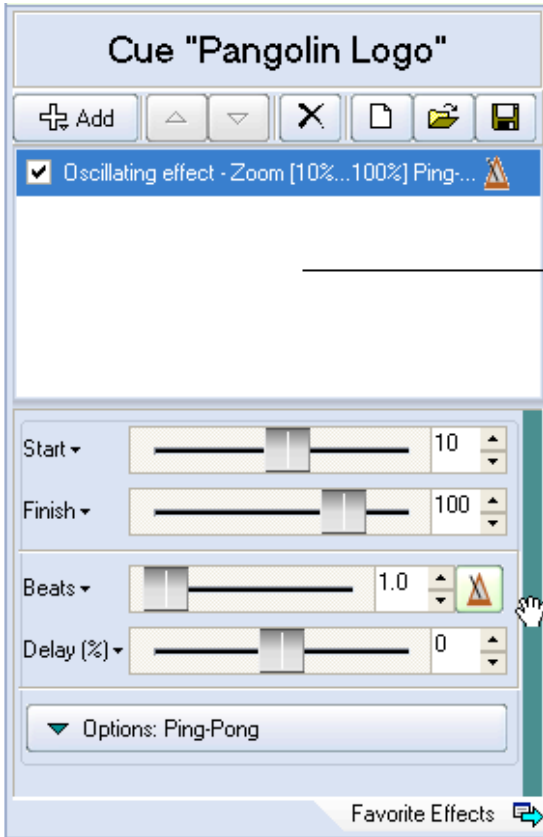 Cue "Pangolin Logo"
Add
Oscillating effect - Zoom [10%...100%] Ping-...
Start 10
Finish 100
Beats 1.0
Delay (%) 0
Options: Ping-Pong
Favorite Effects